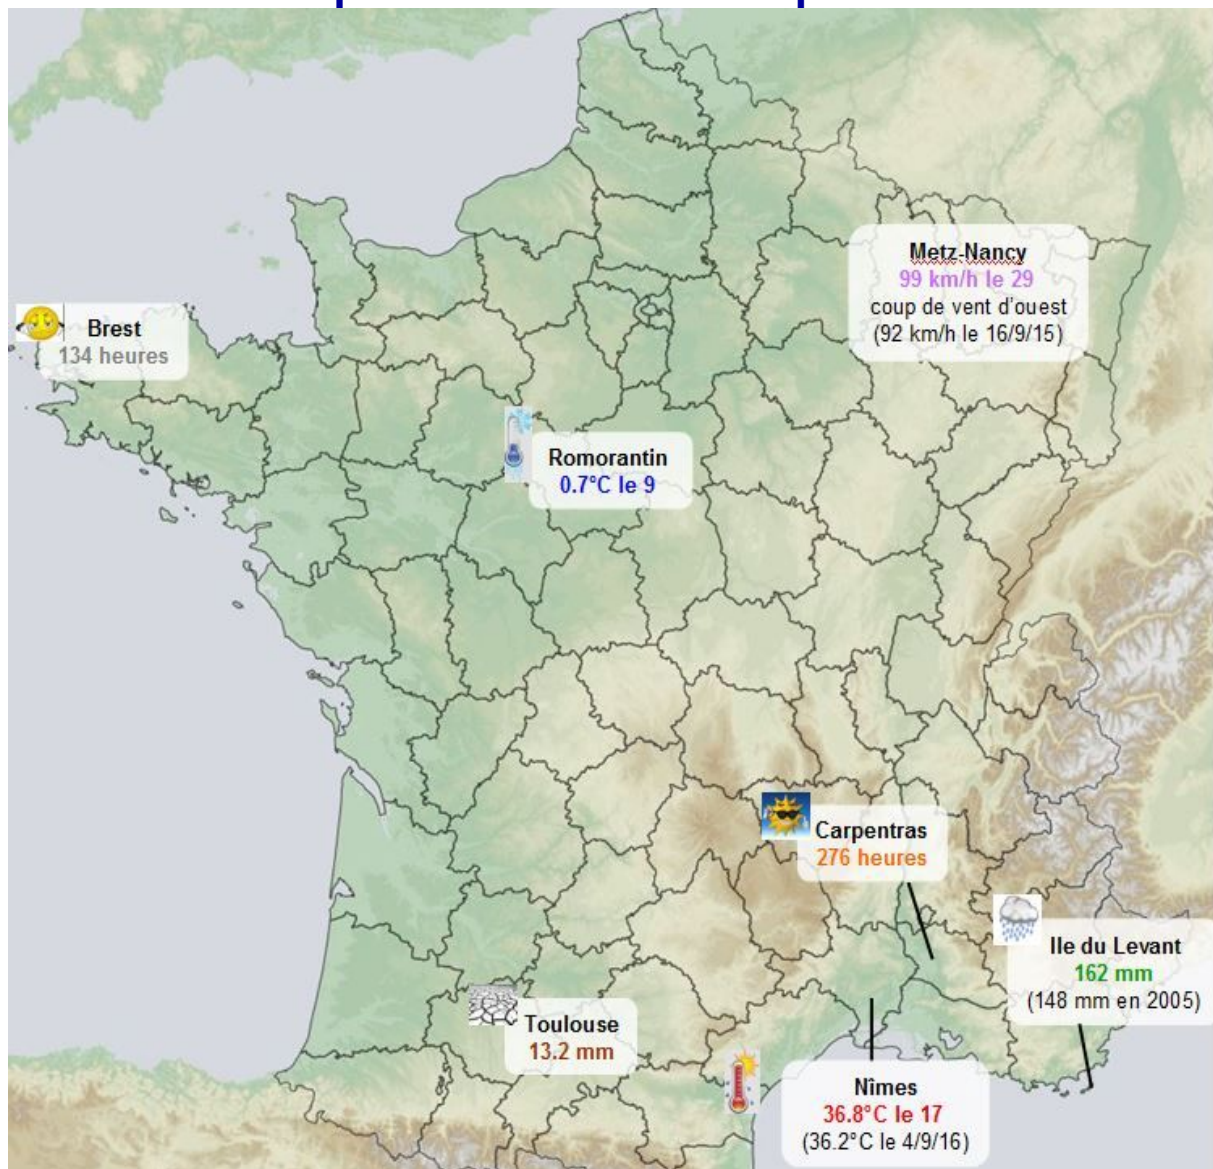 Metz-Nancy
99 km/h le 29
coup de vent d'ouest
(92 km/h le 16/9/15)
Brest
134 heures
Romorantin
0.7°C le 9
Carpentras
276 heures
Ile du Levant
162 mm
(148 mm en 2005)
Toulouse
13.2 mm
Nîmes
36.8°C le 17
(36.2°C le 4/9/16)